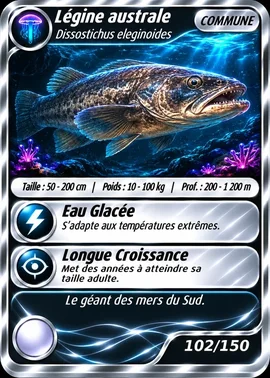 Légine australe
COMMUNE
Dissostichus eleginoides
Taille : 50 - 200 cm | Poids : 10 - 100 kg | Prof. : 200 - 1 200 m
Eau Glacée
S'adapte aux températures extrêmes.
Longue Croissance
Met des années à atteindre sa
taille adulte.
Le géant des mers du Sud.
102/150